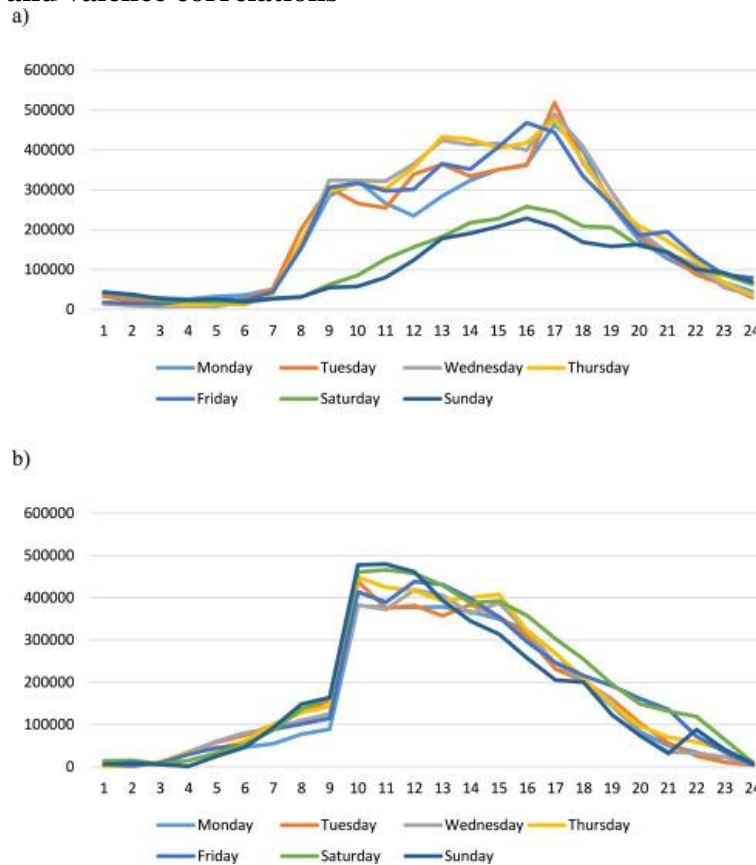 and valence correlations
a)
600000
500000
400000
300000
200000
100000
0
1 2 3 4 5 6 7 8 9 10 11 12 13 14 15 16 17 18 19 20 21 22 23 24
Monday Tuesday Wednesday Thursday
Friday Saturday Sunday
b)
600000
500000
400000
300000
200000
100000
0
1 2 3 4 5 6 7 8 9 10 11 12 13 14 15 16 17 18 19 20 21 22 23 24
Monday Tuesday Wednesday Thursday
Friday Saturday Sunday